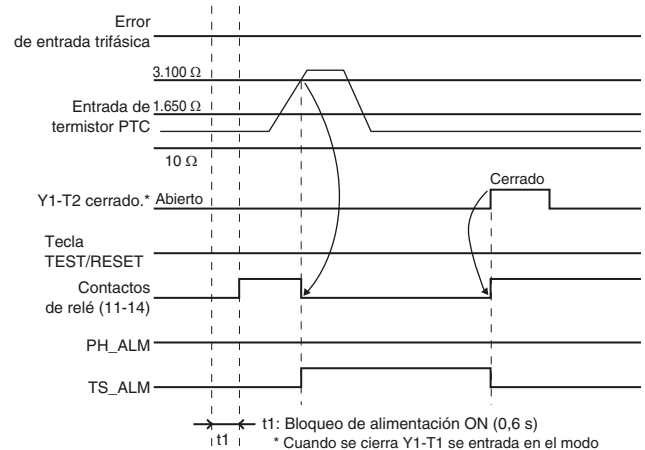 Error
de entrada trifásica
3.100 Ω
Entrada de
termistor PTC
1.650 Ω
10 Ω
Cerrado
Y1-T2 cerrado.* Abierto
Tecla
TEST/RESET
Contactos
de relé (11-14)
PH_ALM
TS_ALM
t1
t1: Bloqueo de alimentación ON (0,6 s)
* Cuando se cierra Y1-T1 se entrada en el modo